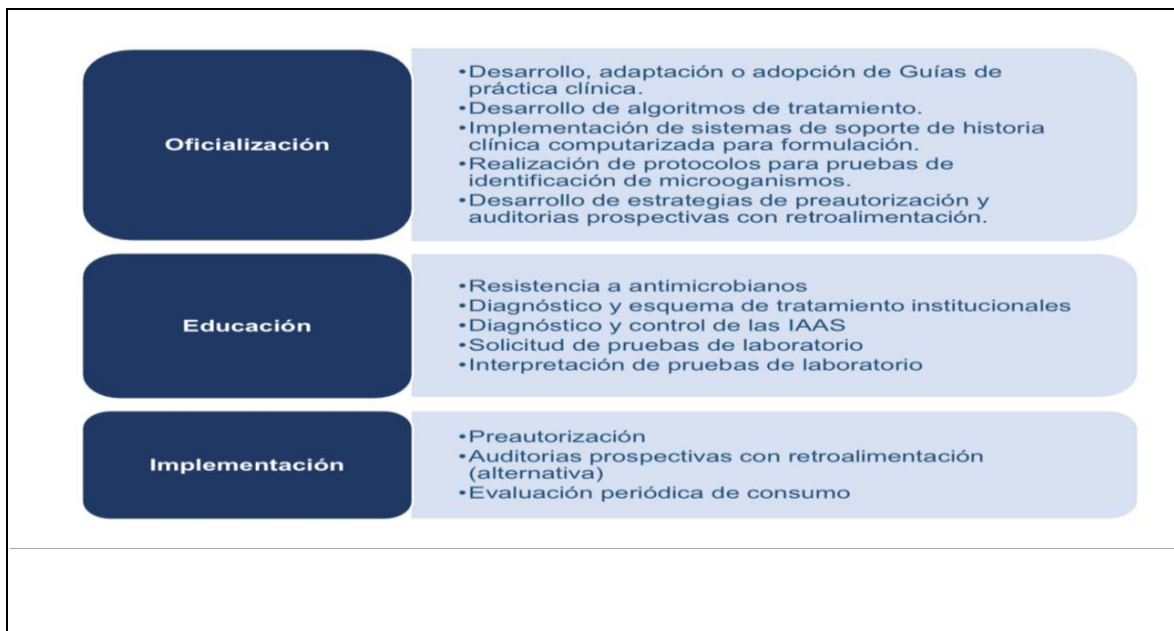 Oficialización
•Desarrollo, adaptación o adopción de Guías de
práctica clínica.
•Desarrollo de algoritmos de tratamiento.
•Implementación de sistemas de soporte de historia
clínica computarizada para formulación.
•Realización de protocolos para pruebas de
identificación de microoganismos.
•Desarrollo de estrategias de preautorización y
auditorias prospectivas con retroalimentación.
Educación
•Resistencia a antimicrobianos
•Diagnóstico y esquema de tratamiento institucionales
•Diagnóstico y control de las IAAS
•Solicitud de pruebas de laboratorio
•Interpretación de pruebas de laboratorio
Implementación
•Preautorización
•Auditorias prospectivas con retroalimentación
(alternativa)
•Evaluación periódica de consumo